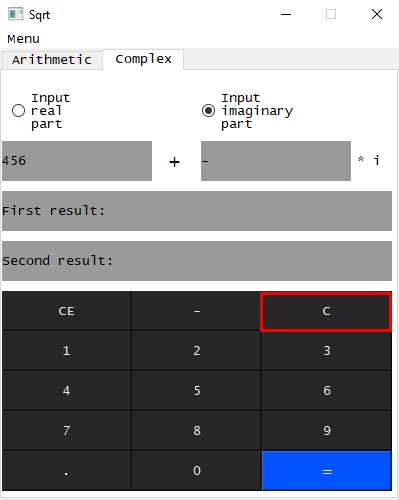 Sqrt
Menu
Arithmetic Complex
Input real part
Input imaginary part
456 + - * i
First result:
Second result:
CE - C
1 2 3
4 5 6
7 8 9
. 0 =